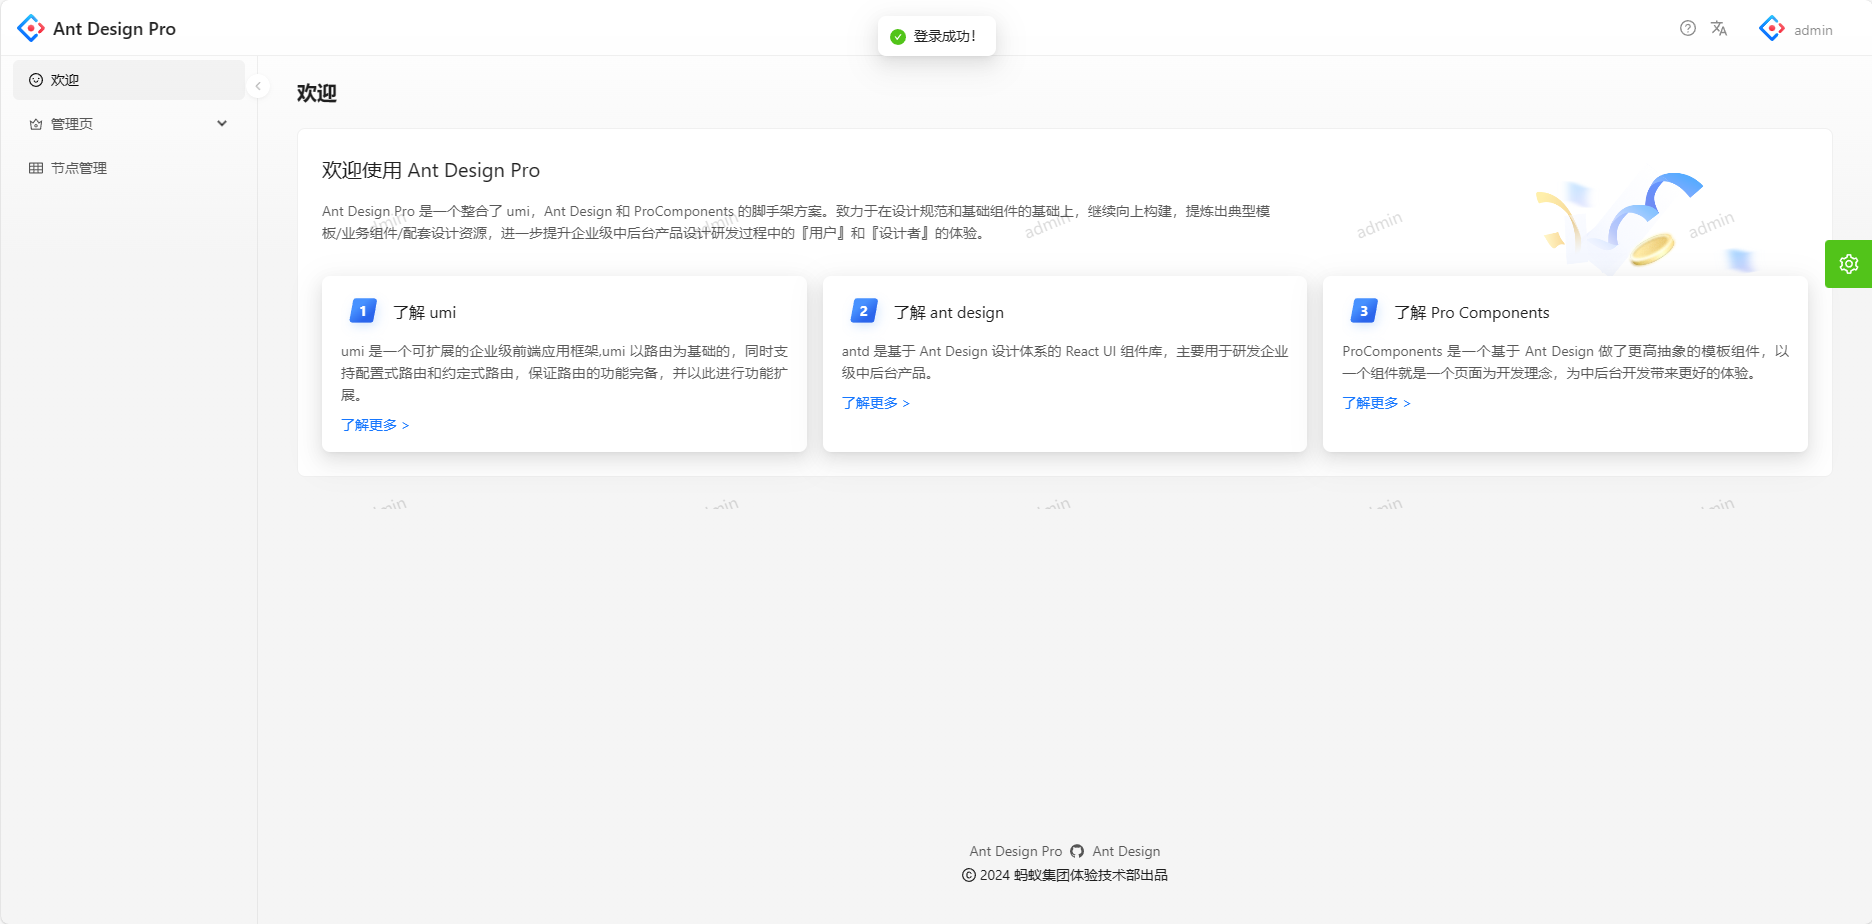 Ant Design Pro
登录成功！
admin
欢迎
管理页
节点管理
欢迎
欢迎使用 Ant Design Pro
Ant Design Pro 是一个整合了 umi，Ant Design 和 ProComponents 的脚手架方案。致力于在设计规范和基础组件的基础上，继续向上构建，提炼出典型模
板/业务组件/配套设计资源，进一步提升企业级中后台产品设计研发过程中的『用户』和『设计者』的体验。
admin
admin
admin
admin
admin
1
了解 umi
umi 是一个可扩展的企业级前端应用框架,umi 以路由为基础的，同时支
持配置式路由和约定式路由，保证路由的功能完备，并以此进行功能扩
展。
了解更多 >
2
了解 ant design
antd 是基于 Ant Design 设计体系的 React UI 组件库，主要用于研发企业
级中后台产品。
了解更多 >
3
了解 Pro Components
ProComponents 是一个基于 Ant Design 做了更高抽象的模板组件，以
一个组件就是一个页面为开发理念，为中后台开发带来更好的体验。
了解更多 >
Ant Design Pro Ant Design
© 2024 蚂蚁集团体验技术部出品